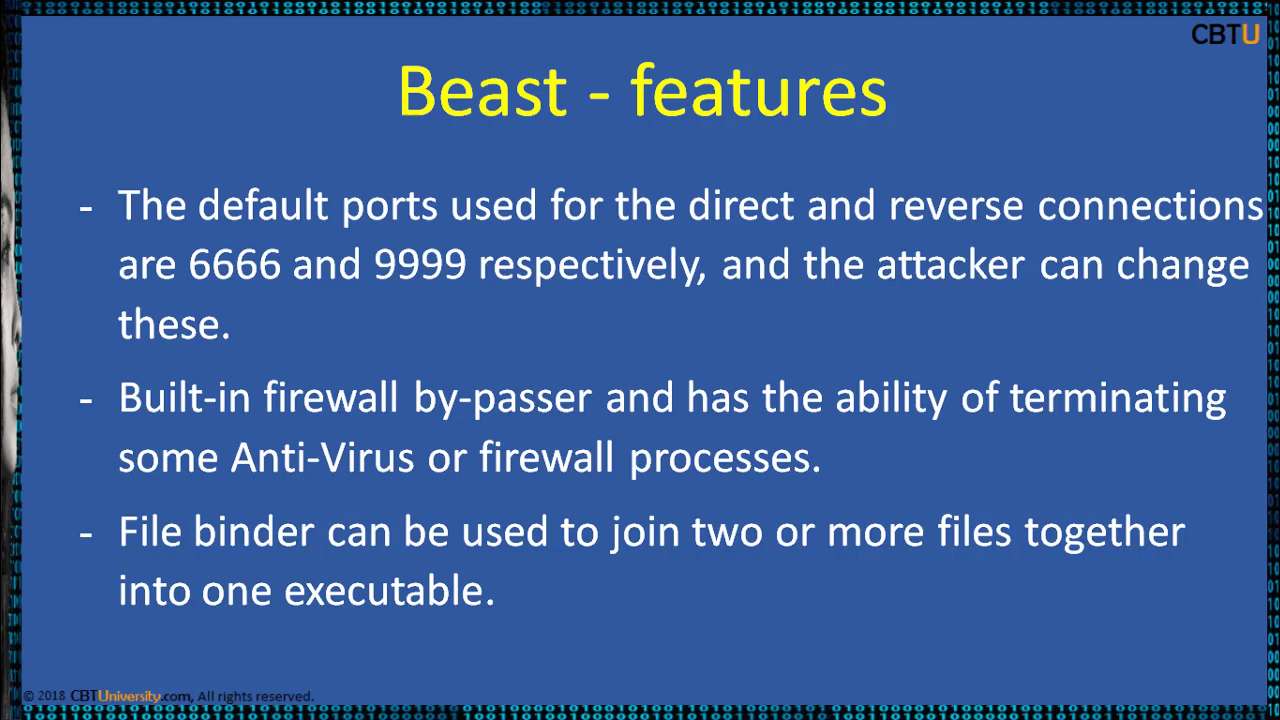 CBTU
Beast - features
- The default ports used for the direct and reverse connections
are 6666 and 9999 respectively, and the attacker can change
these.
- Built-in firewall by-passer and has the ability of terminating
some Anti-Virus or firewall processes.
- File binder can be used to join two or more files together
into one executable.
© 2018 CBTUniversity.com, All rights reserved.